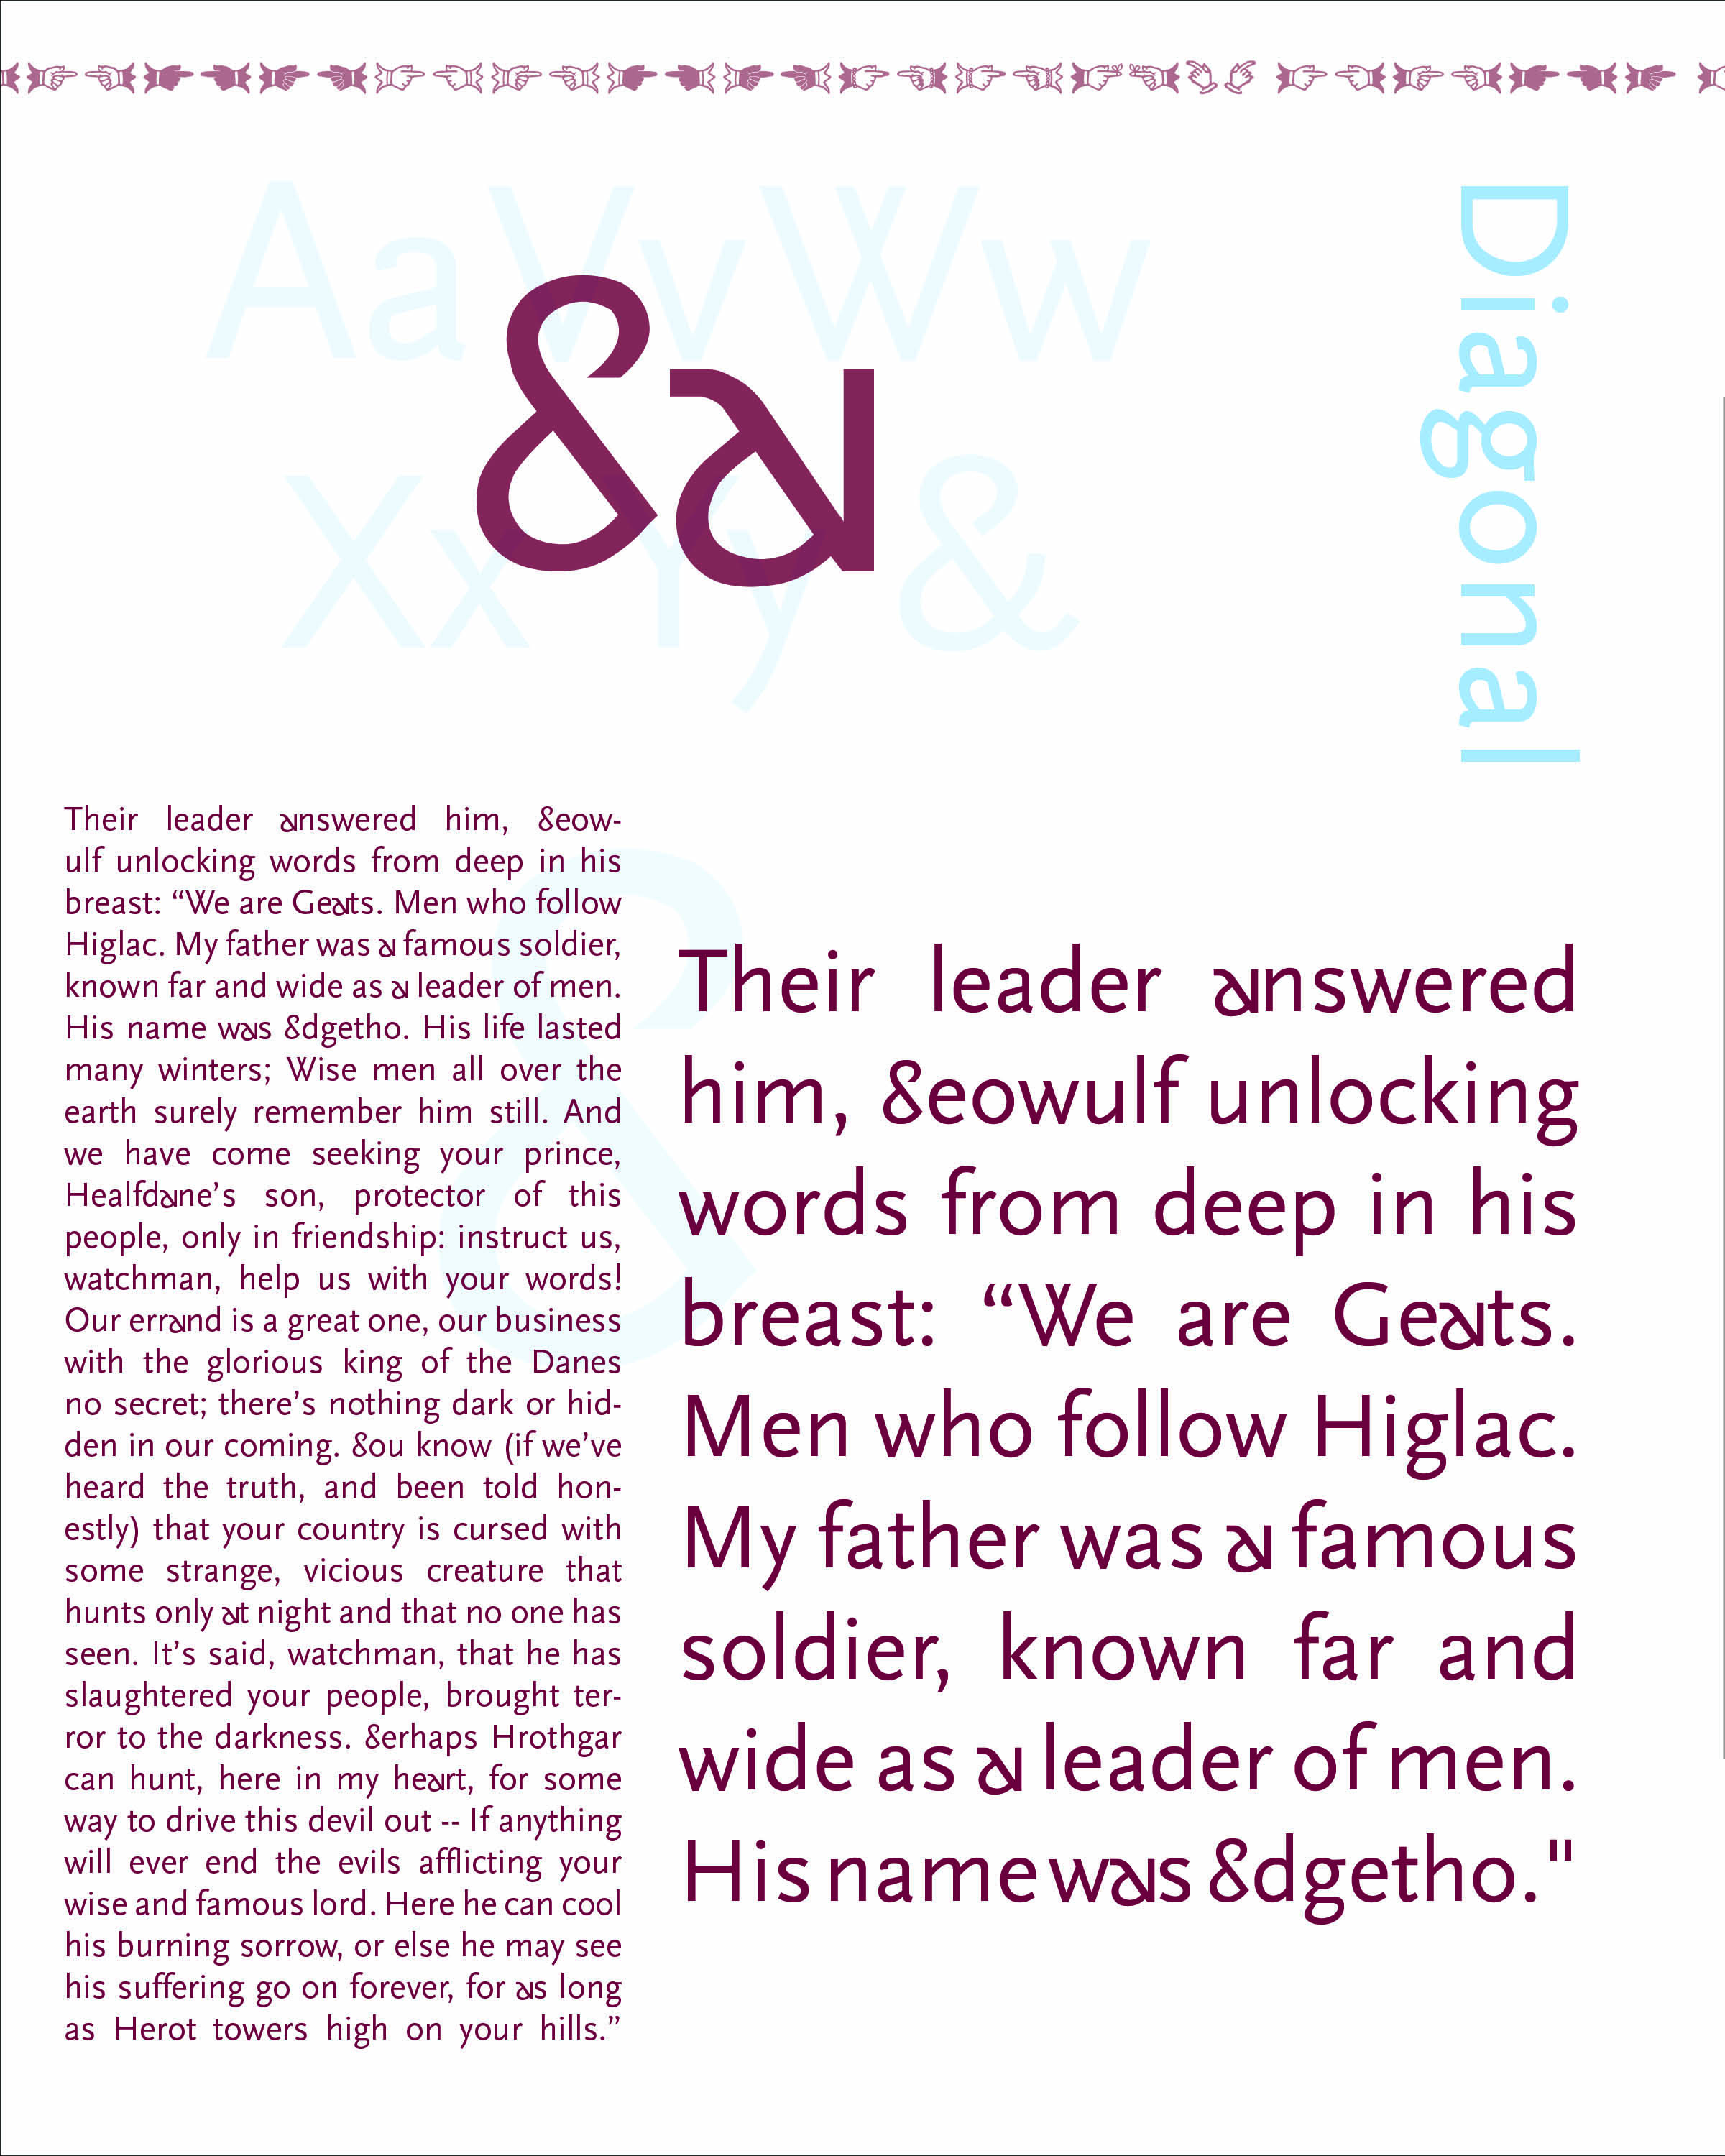 Aa Vv Ww
Xx Yy &
&a
Diagonal
Their leader answered him, &eow-
ulf unlocking words from deep in his
breast: “We are Geats. Men who follow
Higlac. My father was a famous soldier,
known far and wide as a leader of men.
His name was &dgetho. His life lasted
many winters; Wise men all over the
earth surely remember him still. And
we have come seeking your prince,
Healfdane’s son, protector of this
people, only in friendship: instruct us,
watchman, help us with your words!
Our errand is a great one, our business
with the glorious king of the Danes
no secret; there’s nothing dark or hid-
den in our coming. &ou know (if we’ve
heard the truth, and been told hon-
estly) that your country is cursed with
some strange, vicious creature that
hunts only at night and that no one has
seen. It’s said, watchman, that he has
slaughtered your people, brought ter-
ror to the darkness. &erhaps Hrothgar
can hunt, here in my heart, for some
way to drive this devil out -- If anything
will ever end the evils afflicting your
wise and famous lord. Here he can cool
his burning sorrow, or else he may see
his suffering go on forever, for as long
as Herot towers high on your hills.”
&
Their leader answered
him, &eowulf unlocking
words from deep in his
breast: “We are Geats.
Men who follow Higlac.
My father was a famous
soldier, known far and
wide as a leader of men.
His name was &dgetho."